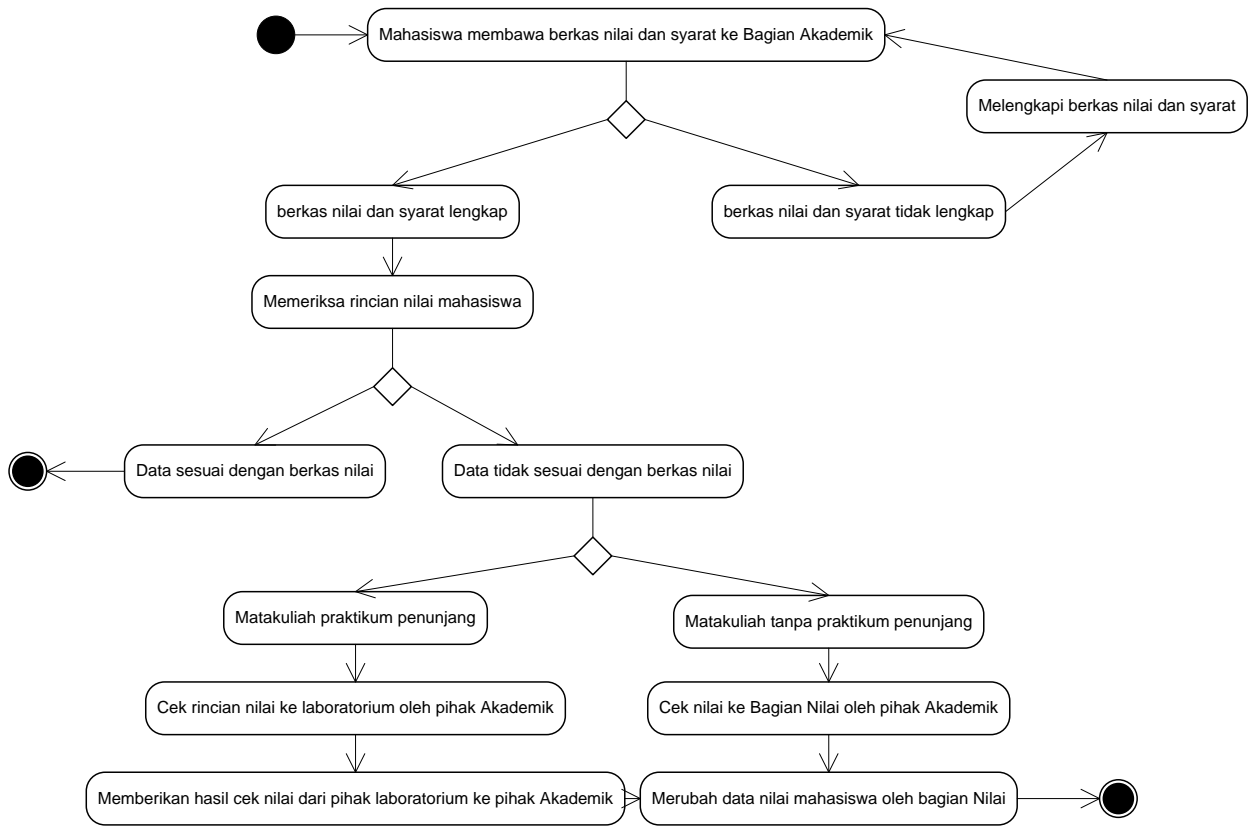 Mahasiswa membawa berkas nilai dan syarat ke Bagian Akademik
Melengkapi berkas nilai dan syarat
berkas nilai dan syarat lengkap
berkas nilai dan syarat tidak lengkap
Memeriksa rincian nilai mahasiswa
Data sesuai dengan berkas nilai
Data tidak sesuai dengan berkas nilai
Matakuliah praktikum penunjang
Matakuliah tanpa praktikum penunjang
Cek rincian nilai ke laboratorium oleh pihak Akademik
Cek nilai ke Bagian Nilai oleh pihak Akademik
Memberikan hasil cek nilai dari pihak laboratorium ke pihak Akademik
Merubah data nilai mahasiswa oleh bagian Nilai